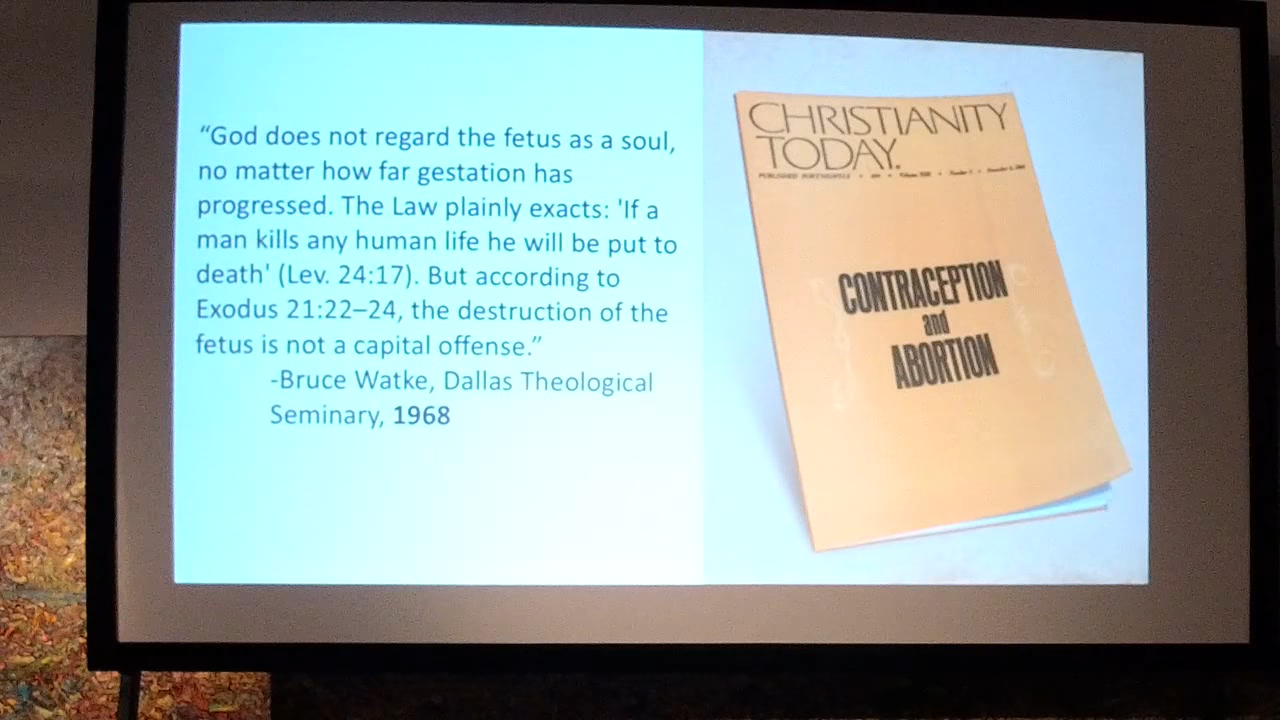 “God does not regard the fetus as a soul,
no matter how far gestation has
progressed. The Law plainly exacts: 'If a
man kills any human life he will be put to
death' (Lev. 24:17). But according to
Exodus 21:22–24, the destruction of the
fetus is not a capital offense.”
-Bruce Watke, Dallas Theological
Seminary, 1968
CHRISTIANITY
TODAY.
PUBLISHED FORTNIGHTLY
CONTRACEPTION
and
ABORTION